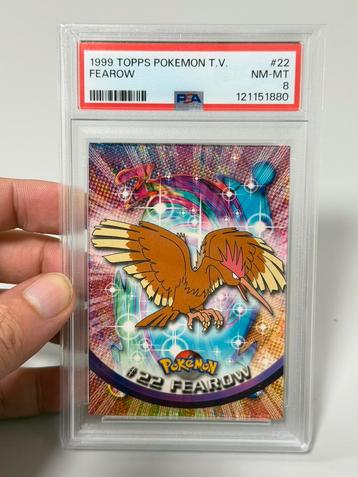 1999 TOPPS POKEMON T.V. #22
FEAROW NM-MT
8
PSA 121151880
POKéMON
#22 FEAROW